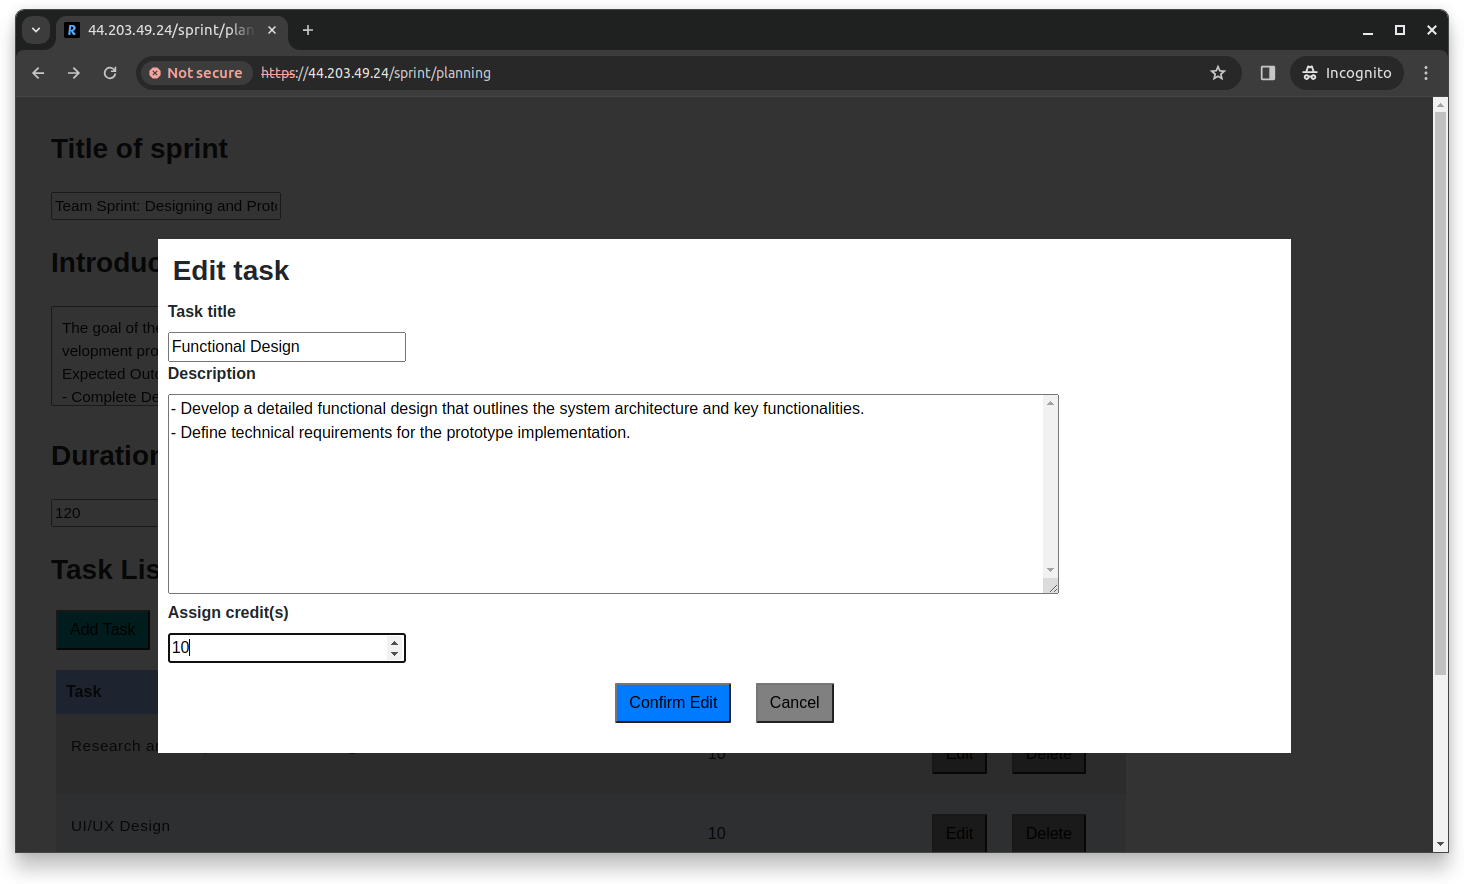 44.203.49.24/sprint/plan
Not secure
https://44.203.49.24/sprint/planning
Incognito
Title of sprint
Team Sprint: Designing and Prot
Introduc
Edit task
Task title
The goal of the
Functional Design
velopment pro
Description
Expected Out
- Complete De
- Develop a detailed functional design that outlines the system architecture and key functionalities.
- Define technical requirements for the prototype implementation.
Duration
120
Task Lis
Assign credit(s)
Add Task
10
Task
Confirm Edit
Cancel
Research a
10
Edit
Delete
UI/UX Design
10
Edit
Delete